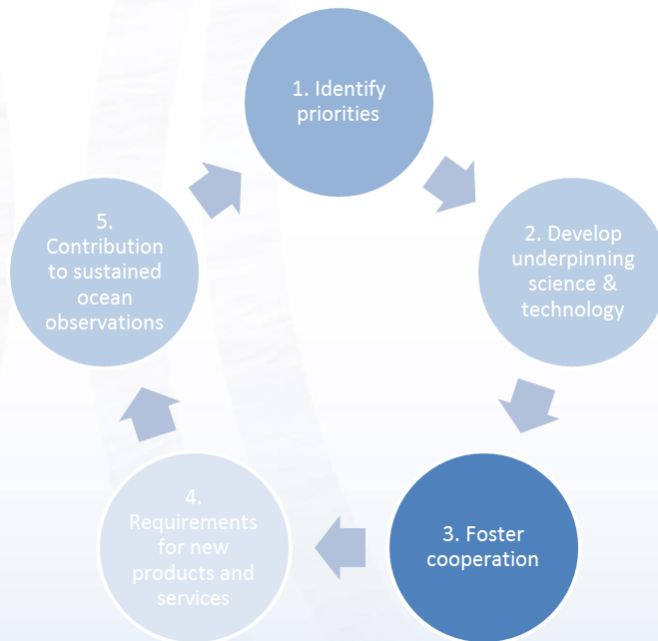 1. Identify
priorities
2. Develop
underpinning
science &
technology
3. Foster
cooperation
4.
Requirements
for new
products and
services
5.
Contribution
to sustained
ocean
observations